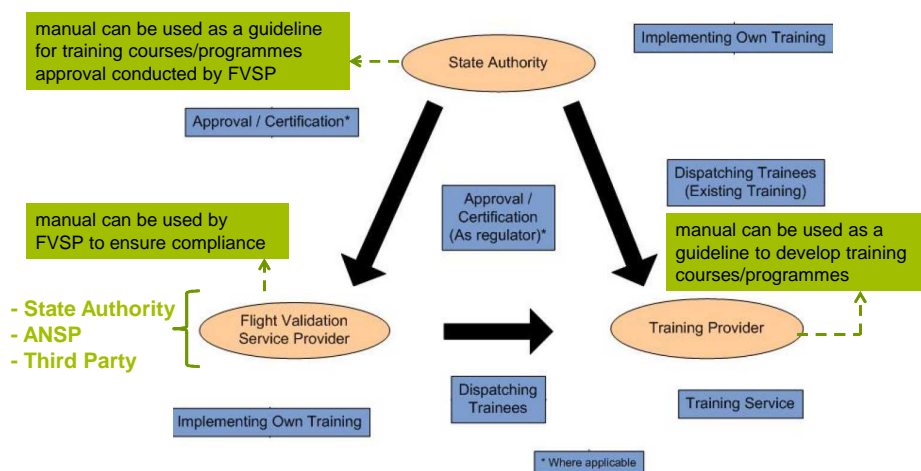 manual can be used as a guideline
for training courses/programmes
approval conducted by FVSP
Implementing Own Training
State Authority
Approval / Certification*
Dispatching Trainees
(Existing Training)
Approval /
Certification
(As regulator)*
manual can be used by
FVSP to ensure compliance
manual can be used as a
guideline to develop training
courses/programmes
- State Authority
- ANSP
- Third Party
Flight Validation
Service Provider
Training Provider
Dispatching
Trainees
Training Service
Implementing Own Training
* Where applicable